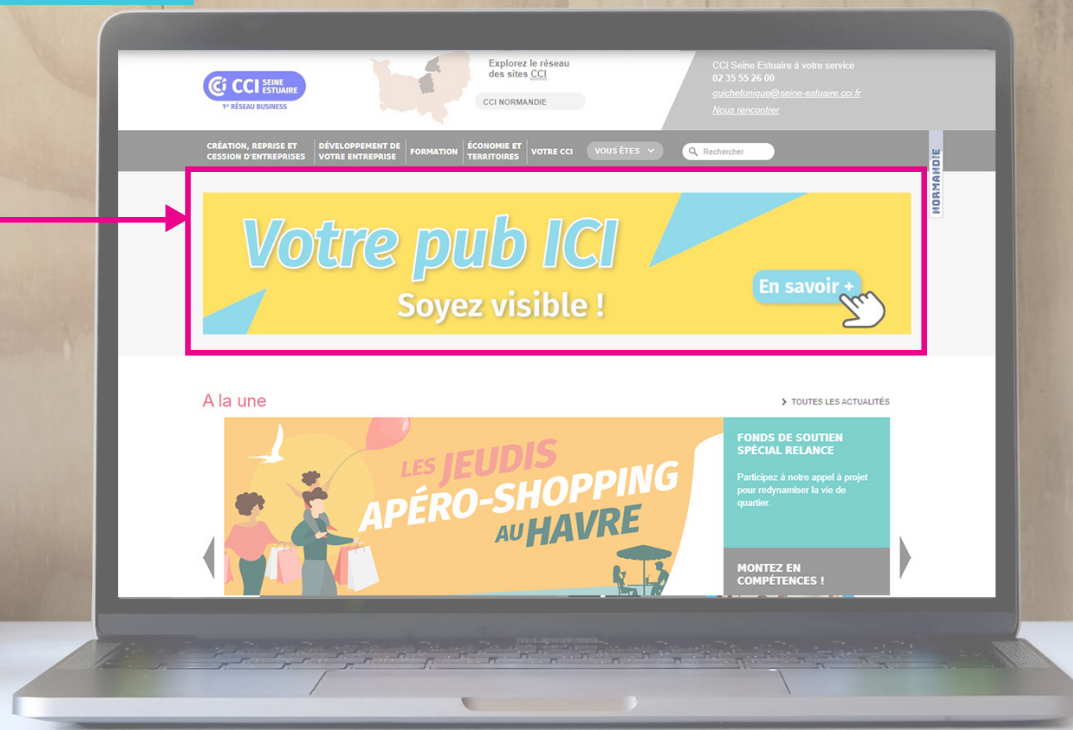 CCI SEINE
ESTUAIRE
1er RÉSEAU BUSINESS
Explorez le réseau
des sites CCI
CCI NORMANDIE
CCI Seine Estuaire à votre service
02 35 55 26 00
guichetunique@seine-estuaire.cci.fr
Nous rencontrer
CRÉATION, REPRISE ET
CESSION D'ENTREPRISES
DÉVELOPPEMENT DE
VOTRE ENTREPRISE
FORMATION
ÉCONOMIE ET
TERRITOIRES
VOTRE CCI
VOUS ÊTES
Rechercher
NORMANDIE
Votre pub ICI
Soyez visible !
En savoir +
A la une
TOUTES LES ACTUALITÉS
LES JEUDIS
APÉRO-SHOPPING
AU HAVRE
FONDS DE SOUTIEN
SPÉCIAL RELANCE
Participez à notre appel à projet
pour redynamiser la vie de
quartier.
MONTEZ EN
COMPÉTENCES !